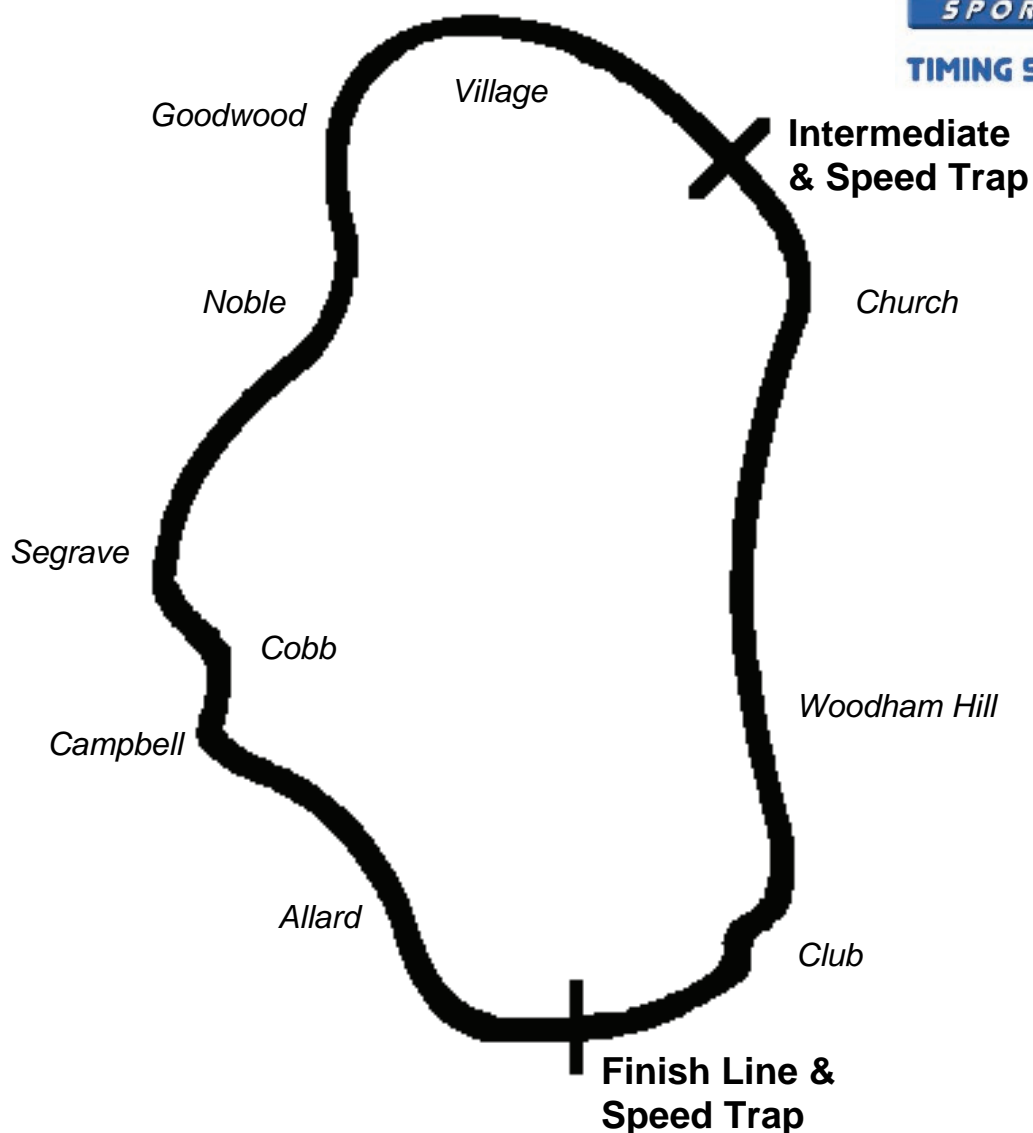 SPOR
TIMING S
Village
Goodwood
Intermediate
& Speed Trap
Noble
Church
Segrave
Cobb
Woodham Hill
Campbell
Allard
Club
Finish Line &
Speed Trap